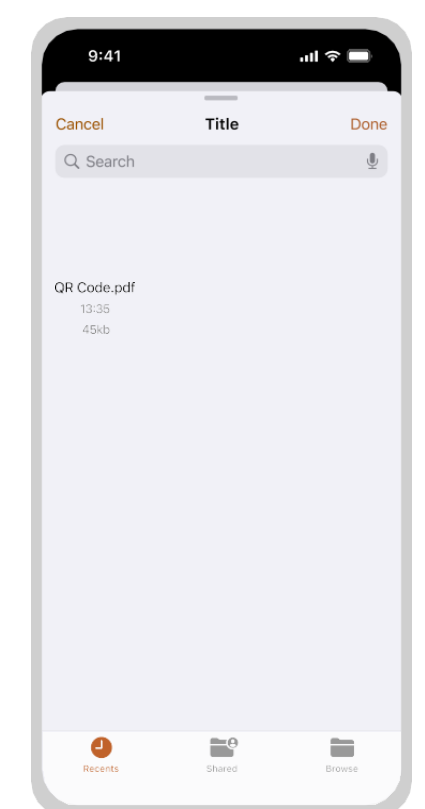 9:41
Cancel Title Done
Search
QR Code.pdf
13:35
45kb
Recents Shared Browse